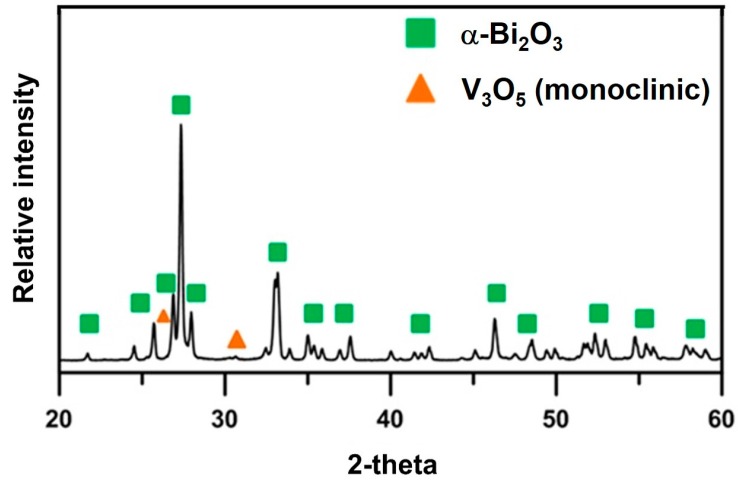 α-Bi₂O₃
V₃O₅ (monoclinic)
Relative intensity
20 30 40 50 60
2-theta